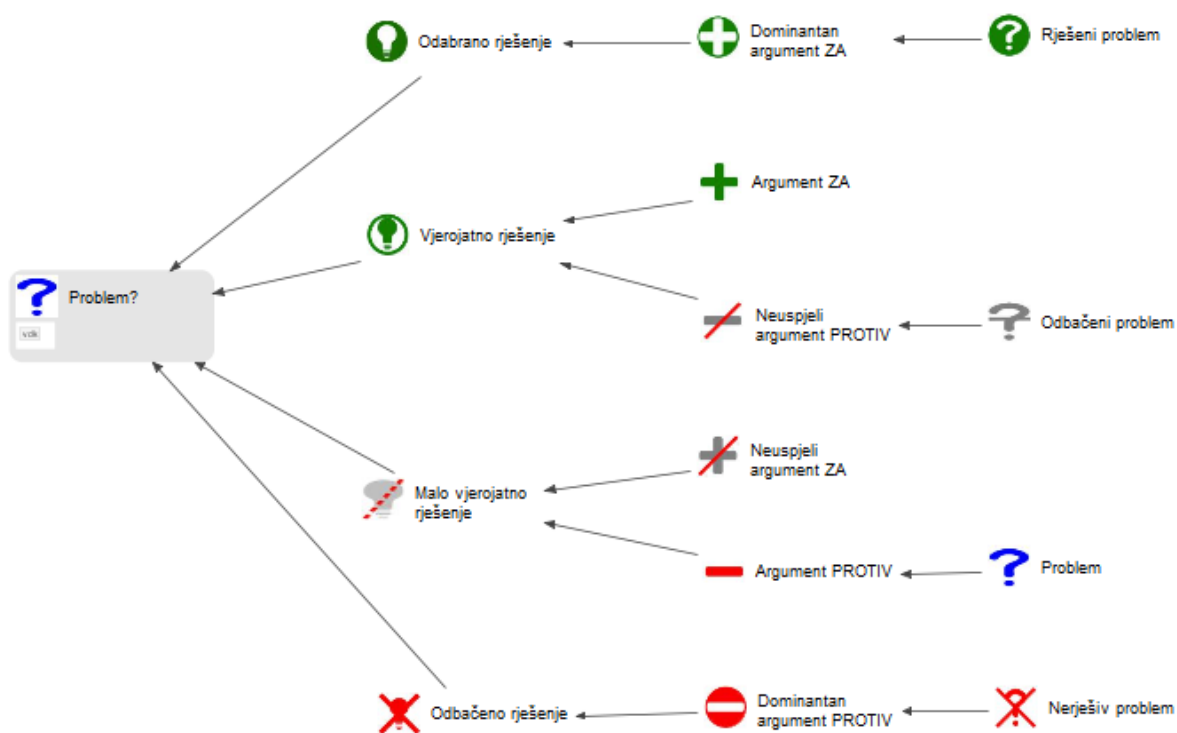 Odabrano rješenje
Dominantan
argument ZA
Rješeni problem
Argument ZA
Vjerojatno rješenje
Problem?
vdk
Neuspjeli
argument PROTIV
Odbačeni problem
Neuspjeli
argument ZA
Malo vjerojatno
rješenje
Argument PROTIV
Problem
Odbačeno rješenje
Dominantan
argument PROTIV
Nerješiv problem